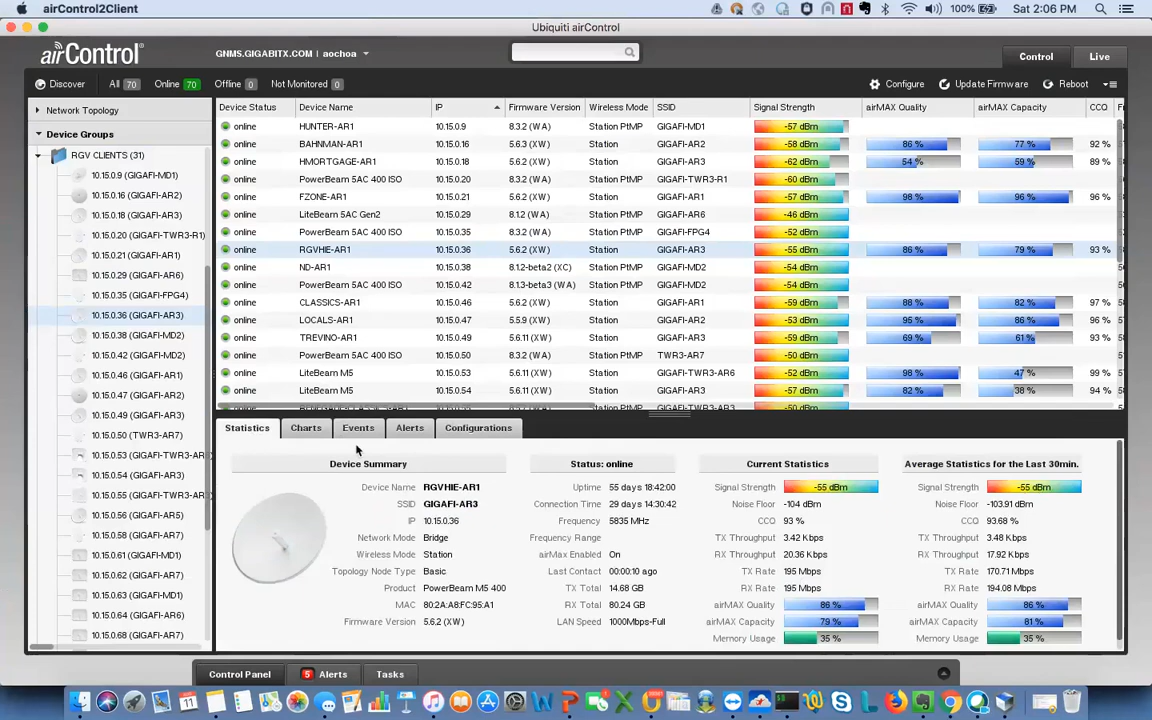 airControl2Client
100%
Sat 2:06 PM
Ubiquiti airControl
airControl
GNMS.GIGABITX.COM | aochoa
Control
Live
Discover
All 70
Online 70
Offline 0
Not Monitored 0
Configure
Update Firmware
Reboot
Network Topology
Device Groups
RGV CLIENTS (31)
10.15.0.9 (GIGAFI-MD1)
10.15.0.16 (GIGAFI-AR2)
10.15.0.18 (GIGAFI-AR3)
10.15.0.20 (GIGAFI-TWR3-R1)
10.15.0.21 (GIGAFI-AR1)
10.15.0.29 (GIGAFI-AR6)
10.15.0.35 (GIGAFI-FPG4)
10.15.0.36 (GIGAFI-AR3)
10.15.0.38 (GIGAFI-MD2)
10.15.0.42 (GIGAFI-MD2)
10.15.0.46 (GIGAFI-AR1)
10.15.0.47 (GIGAFI-AR2)
10.15.0.49 (GIGAFI-AR3)
10.15.0.50 (TWR3-AR7)
10.15.0.53 (GIGAFI-TWR3-AR6
10.15.0.54 (GIGAFI-AR3)
10.15.0.55 (GIGAFI-TWR3-AR3
10.15.0.56 (GIGAFI-AR5)
10.15.0.58 (GIGAFI-AR7)
10.15.0.61 (GIGAFI-MD1)
10.15.0.62 (GIGAFI-AR7)
10.15.0.63 (GIGAFI-MD1)
10.15.0.64 (GIGAFI-AR6)
10.15.0.68 (GIGAFI-AR7)
Device Status Device Name IP Firmware Version Wireless Mode SSID Signal Strength airMAX Quality airMAX Capacity CCQ
online HUNTER-AR1 10.15.0.9 8.3.2 (WA) Station PtMP GIGAFI-MD1 -57 dBm
online BAHNMAN-AR1 10.15.0.16 5.6.3 (XW) Station GIGAFI-AR2 -58 dBm 86 % 77 % 92 %
online HMORTGAGE-AR1 10.15.0.18 5.6.2 (XW) Station GIGAFI-AR3 -62 dBm 54 % 59 % 89 %
online PowerBeam 5AC 400 ISO 10.15.0.20 8.3.2 (WA) Station PtMP GIGAFI-TWR3-R1 -60 dBm
online FZONE-AR1 10.15.0.21 5.6.2 (XW) Station GIGAFI-AR1 -57 dBm 98 % 96 % 96 %
online LiteBeam 5AC Gen2 10.15.0.29 8.12 (WA) Station PtMP GIGAFI-AR6 -46 dBm
online PowerBeam 5AC 400 ISO 10.15.0.35 8.3.2 (WA) Station PtMP GIGAFI-FPG4 -52 dBm
online RGVHIE-AR1 10.15.0.36 5.6.2 (XW) Station GIGAFI-AR3 -55 dBm 86 % 79 % 93 %
online ND-AR1 10.15.0.38 8.12-beta2 (XC) Station PtMP GIGAFI-MD2 -54 dBm
online PowerBeam 5AC 400 ISO 10.15.0.42 8.13-beta3 (WA) Station PtMP GIGAFI-MD2 -54 dBm
online CLASSICS-AR1 10.15.0.46 5.6.2 (XW) Station GIGAFI-AR1 -59 dBm 88 % 82 % 97 %
online LOCALS-AR1 10.15.0.47 5.5.9 (XW) Station GIGAFI-AR2 -53 dBm 95 % 86 % 96 %
online TREVINO-AR1 10.15.0.49 5.6.11 (XW) Station GIGAFI-AR3 -59 dBm 69 % 61 % 93 %
online PowerBeam 5AC 400 ISO 10.15.0.50 8.3.2 (WA) Station PtMP TWR3-AR7 -50 dBm
online LiteBeam M5 10.15.0.53 5.6.11 (XW) Station GIGAFI-TWR3-AR6 -52 dBm 98 % 47 % 99 %
online LiteBeam M5 10.15.0.54 5.6.11 (XW) Station GIGAFI-AR3 -57 dBm 82 % 38 % 94 %
Statistics
Charts
Events
Alerts
Configurations
Device Summary
Device Name RGVHIE-AR1
SSID GIGAFI-AR3
IP 10.15.0.36
Network Mode Bridge
Wireless Mode Station
Topology Node Type Basic
Product PowerBeam M5 400
MAC 80:2A:A8:FC:95:A1
Firmware Version 5.6.2 (XW)
Status: online
Uptime 55 days 18:42:00
Connection Time 29 days 14:30:42
Frequency 5835 MHz
Frequency Range
airMax Enabled On
Last Contact 00:00:10 ago
TX Total 14.68 GB
RX Total 80.24 GB
LAN Speed 1000Mbps-Full
Current Statistics
Signal Strength -55 dBm
Noise Floor -104 dBm
CCQ 93 %
TX Throughput 3.42 Kbps
RX Throughput 20.36 Kbps
TX Rate 195 Mbps
RX Rate 195 Mbps
airMAX Quality 86 %
airMAX Capacity 79 %
Memory Usage 35 %
Average Statistics for the Last 30min.
Signal Strength -55 dBm
Noise Floor -103.91 dBm
CCQ 93.68 %
TX Throughput 3.48 Kbps
RX Throughput 17.92 Kbps
TX Rate 170.71 Mbps
RX Rate 194.08 Mbps
airMAX Quality 86 %
airMAX Capacity 81 %
Memory Usage 35 %
Control Panel
5 Alerts
Tasks